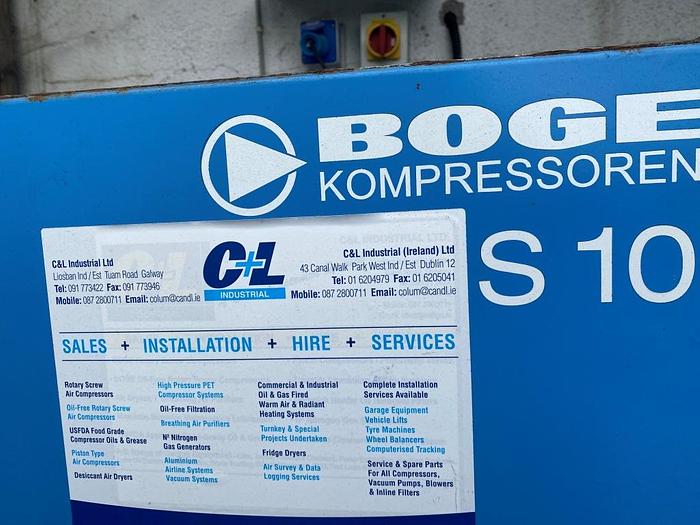 BOGE
KOMPRESSOREN
S 10
C&L Industrial Ltd
Liosban Ind / Est Tuam Road Galway
Tel: 091 773422 Fax: 091 773946
Mobile: 087 2800711 Email: colum@candl.ie
C+L
INDUSTRIAL
C&L Industrial (Ireland) Ltd
43 Canal Walk Park West Ind / Est Dublin 12
Tel: 01 6204979 Fax: 01 6205041
Mobile: 087 2800711 Email: colum@candl.ie
SALES + INSTALLATION + HIRE + SERVICES
Rotary Screw
Air Compressors
Oil-Free Rotary Screw
Air Compressors
USFDA Food Grade
Compressor Oils & Grease
Piston Type
Air Compressors
Desiccant Air Dryers
High Pressure PET
Compressor Systems
Oil-Free Filtration
Breathing Air Purifiers
N² Nitrogen
Gas Generators
Aluminium
Airline Systems
Vacuum Systems
Commercial & Industrial
Oil & Gas Fired
Warm Air & Radiant
Heating Systems
Turnkey & Special
Projects Undertaken
Fridge Dryers
Air Survey & Data
Logging Services
Complete Installation
Services Available
Garage Equipment
Vehicle Lifts
Tyre Machines
Wheel Balancers
Computerised Tracking
Service & Spare Parts
For All Compressors,
Vacuum Pumps, Blowers
& Inline Filters